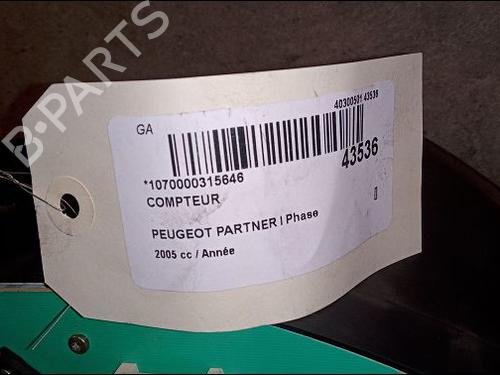 B-PARTS
GA
40300501 43536
43536
*1070000315646
COMPTEUR
PEUGEOT PARTNER I Phase
2005 cc / Année